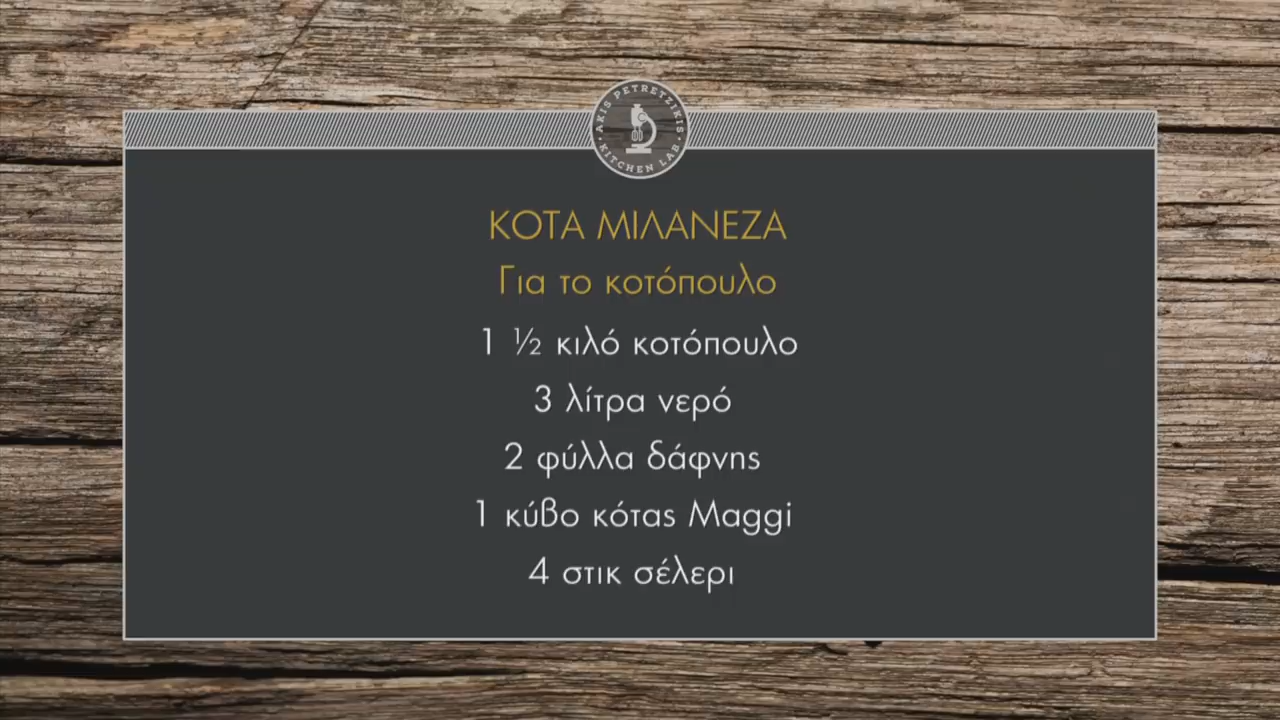 AKIS PETRETZIKIS
KITCHEN LAB
ΚΟΤΑ ΜΙΛΑΝΕΖΑ
Για το κοτόπουλο
1 ½ κιλό κοτόπουλο
3 λίτρα νερό
2 φύλλα δάφνης
1 κύβο κότας Maggi
4 στικ σέλερι